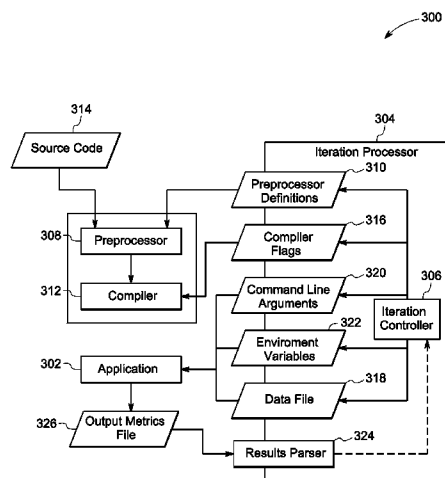 300
314
Source Code
304
Iteration Processor
310
Preprocessor
Definitions
308
Preprocessor
316
Compiler
Flags
312
Compiler
320
Command Line
Arguments
306
Iteration
Controller
322
Enviroment
Variables
302
Application
318
Data File
326
Output Metrics
File
324
Results Parser